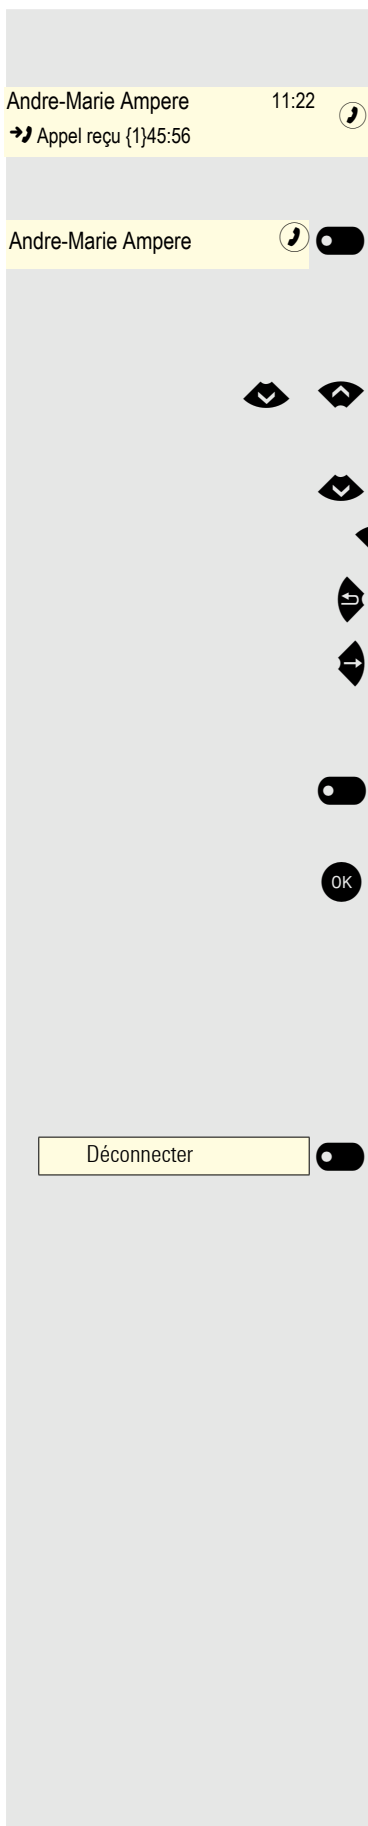 Andre-Marie Ampere 11:22
Appel reçu {1}45:56
Andre-Marie Ampere
OK
Déconnecter